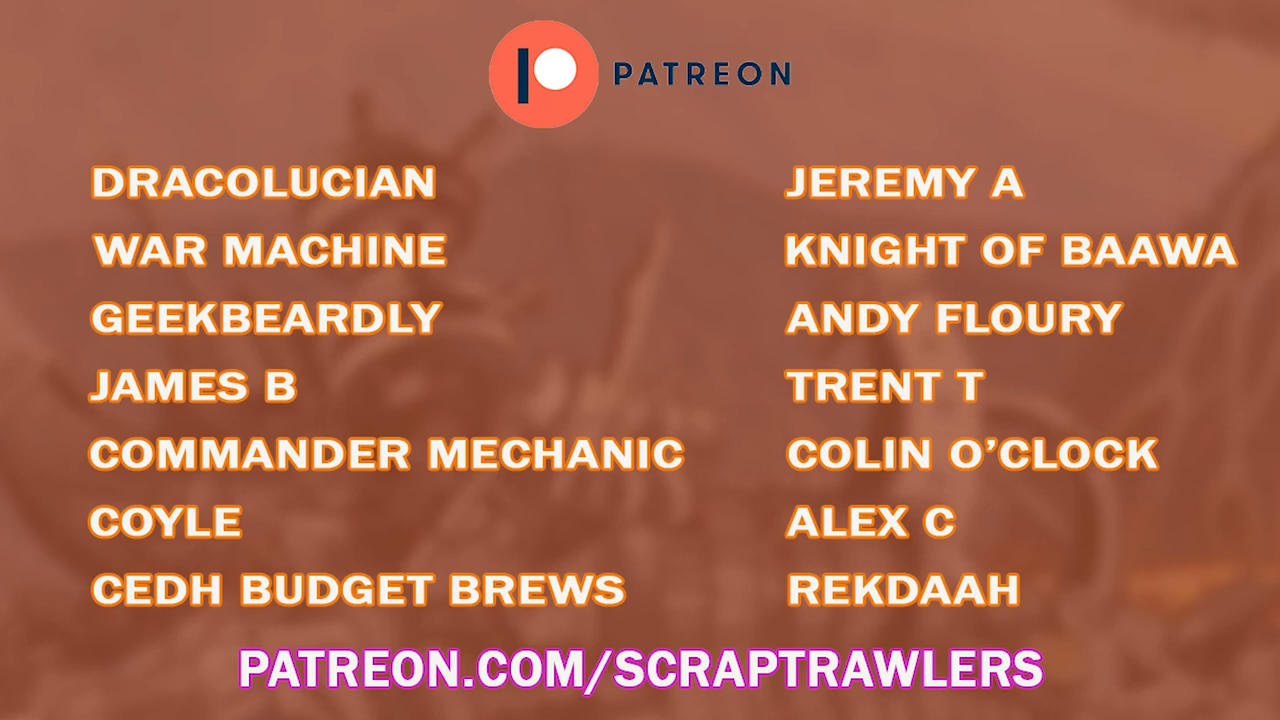 PATREON
DRACOLUCIAN
WAR MACHINE
GEEKBEARDLY
JAMES B
COMMANDER MECHANIC
COYLE
CEDH BUDGET BREWS
JEREMY A
KNIGHT OF BAAWA
ANDY FLOURY
TRENT T
COLIN O’CLOCK
ALEX C
REKDAAH
PATREON.COM/SCRAPTRAWLERS